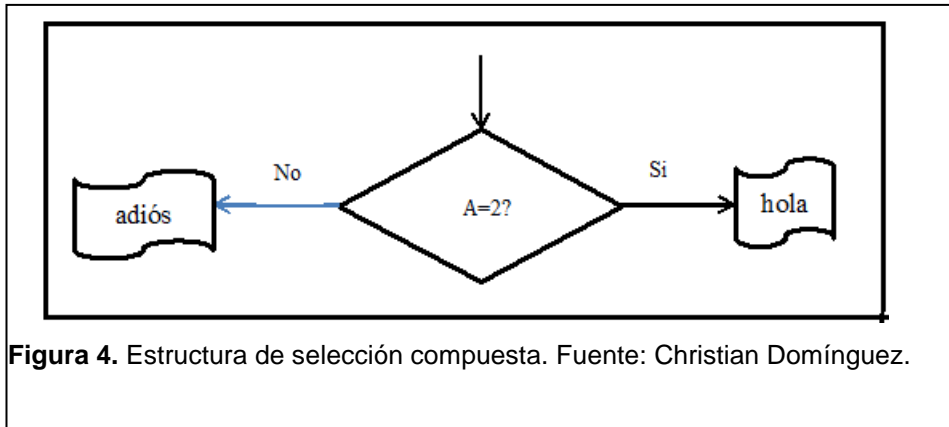 No
Si
adiós
A=2?
hola
Figura 4. Estructura de selección compuesta. Fuente: Christian Domínguez.